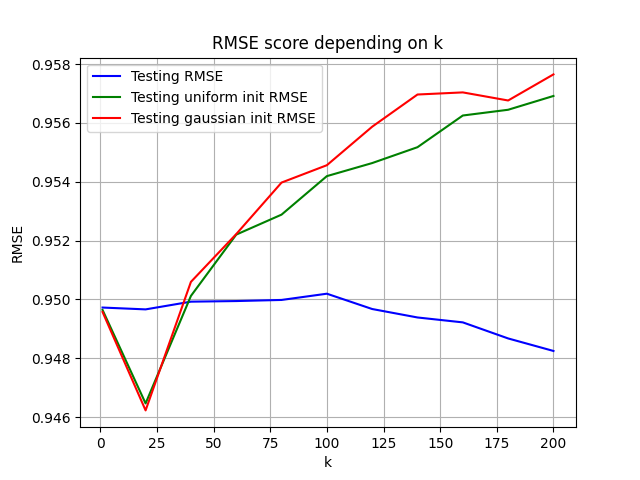 RMSE score depending on k
Testing RMSE
Testing uniform init RMSE
Testing gaussian init RMSE
RMSE
0.958
0.956
0.954
0.952
0.950
0.948
0.946
0 25 50 75 100 125 150 175 200
k